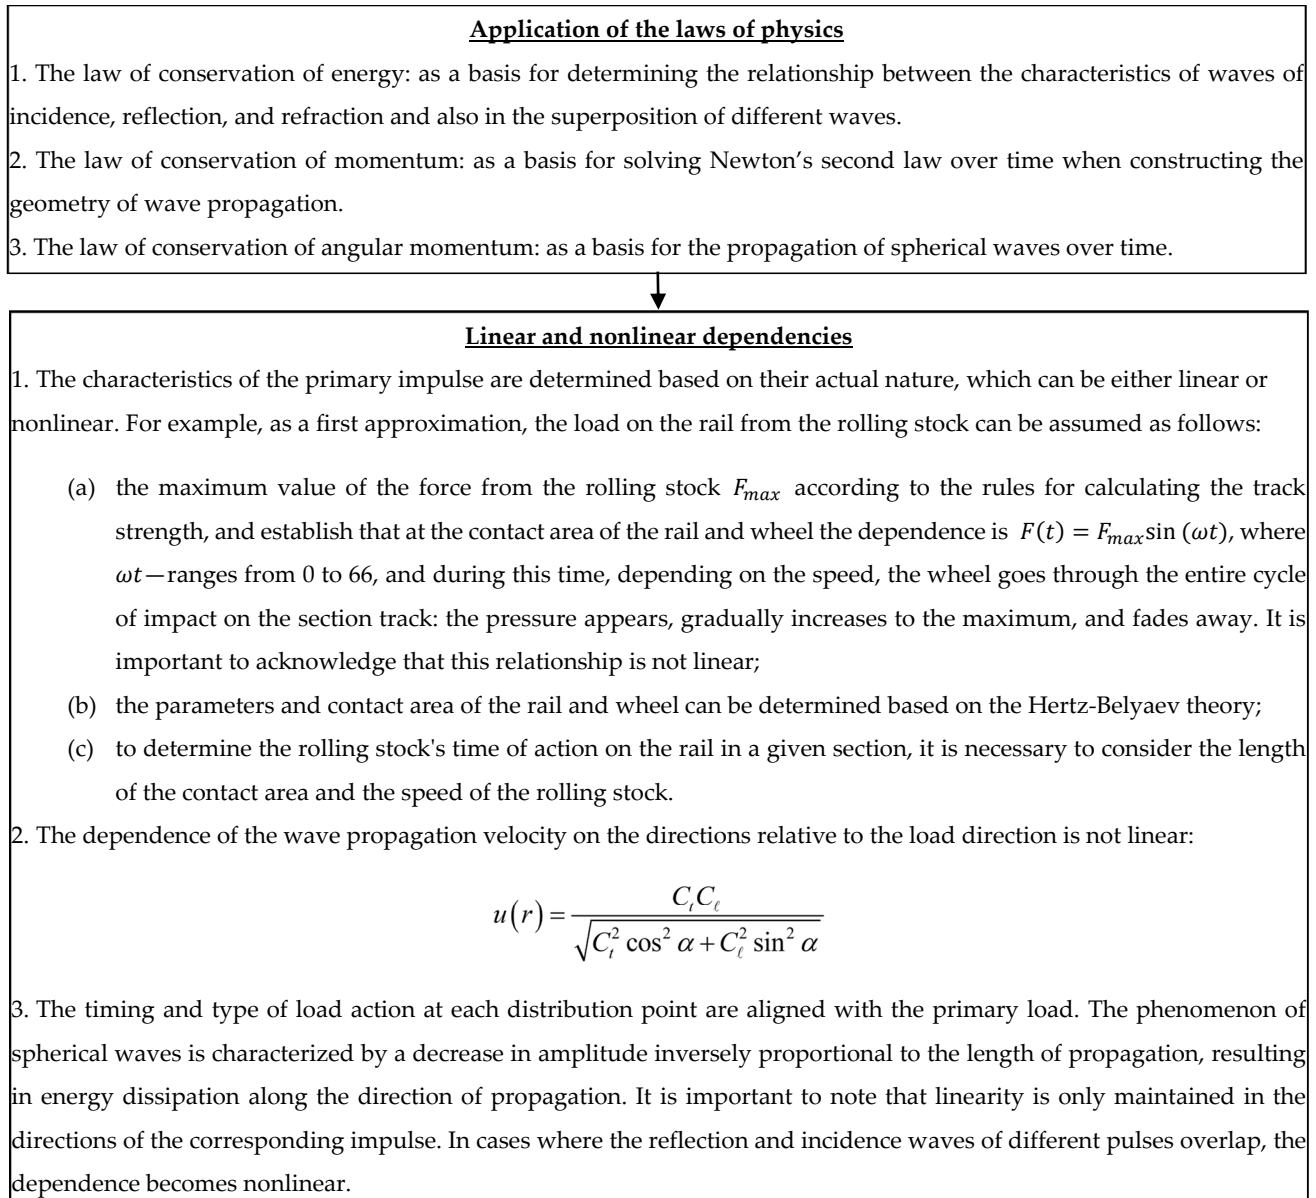 Application of the laws of physics
1. The law of conservation of energy: as a basis for determining the relationship between the characteristics of waves of
incidence, reflection, and refraction and also in the superposition of different waves.
2. The law of conservation of momentum: as a basis for solving Newton's second law over time when constructing the
geometry of wave propagation.
3. The law of conservation of angular momentum: as a basis for the propagation of spherical waves over time.
Linear and nonlinear dependencies
1. The characteristics of the primary impulse are determined based on their actual nature, which can be either linear or
nonlinear. For example, as a first approximation, the load on the rail from the rolling stock can be assumed as follows:
(a) the maximum value of the force from the rolling stock F_max according to the rules for calculating the track
strength, and establish that at the contact area of the rail and wheel the dependence is F(t) = F_max sin (ωt), where
ωt—ranges from 0 to 66, and during this time, depending on the speed, the wheel goes through the entire cycle
of impact on the section track: the pressure appears, gradually increases to the maximum, and fades away. It is
important to acknowledge that this relationship is not linear;
(b) the parameters and contact area of the rail and wheel can be determined based on the Hertz-Belyaev theory;
(c) to determine the rolling stock's time of action on the rail in a given section, it is necessary to consider the length
of the contact area and the speed of the rolling stock.
2. The dependence of the wave propagation velocity on the directions relative to the load direction is not linear:
u(r) = C_t C_ℓ / √(C_t² cos² α + C_ℓ² sin² α)
3. The timing and type of load action at each distribution point are aligned with the primary load. The phenomenon of
spherical waves is characterized by a decrease in amplitude inversely proportional to the length of propagation, resulting
in energy dissipation along the direction of propagation. It is important to note that linearity is only maintained in the
directions of the corresponding impulse. In cases where the reflection and incidence waves of different pulses overlap, the
dependence becomes nonlinear.